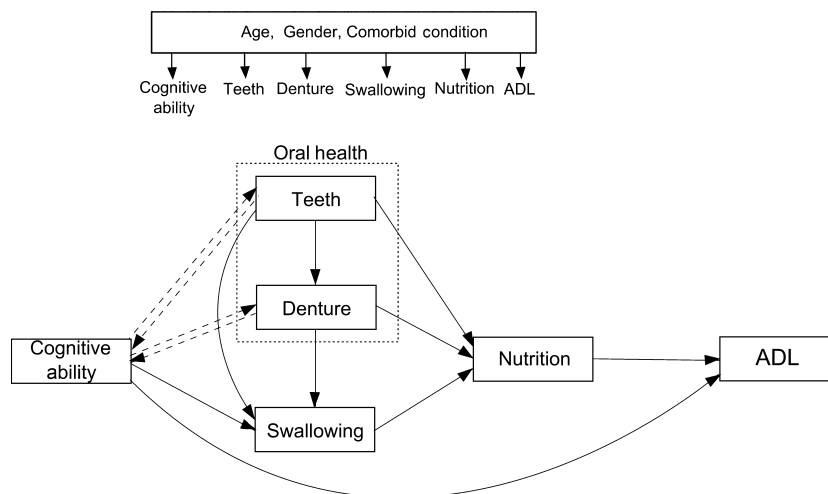 Age, Gender, Comorbid condition
Cognitive
ability
Teeth
Denture
Swallowing
Nutrition
ADL
Oral health
Teeth
Denture
Cognitive
ability
Nutrition
ADL
Swallowing